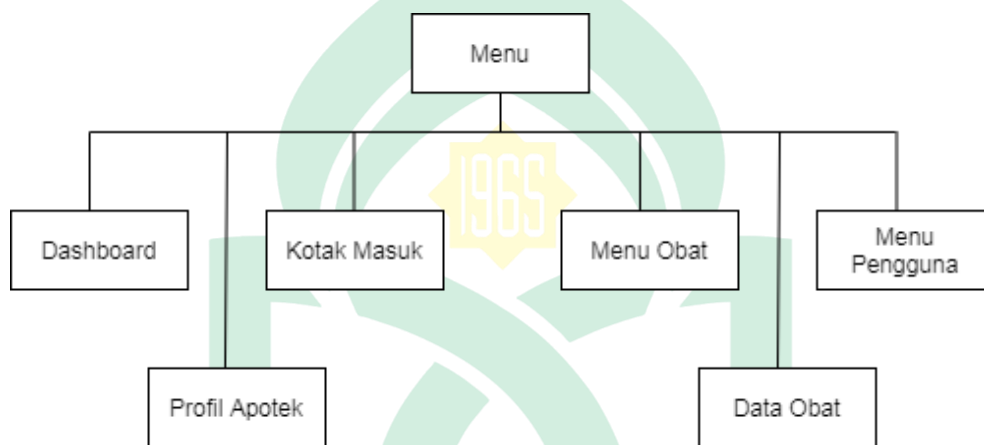 Menu
1965
Dashboard
Kotak Masuk
Menu Obat
Menu
Pengguna
Profil Apotek
Data Obat